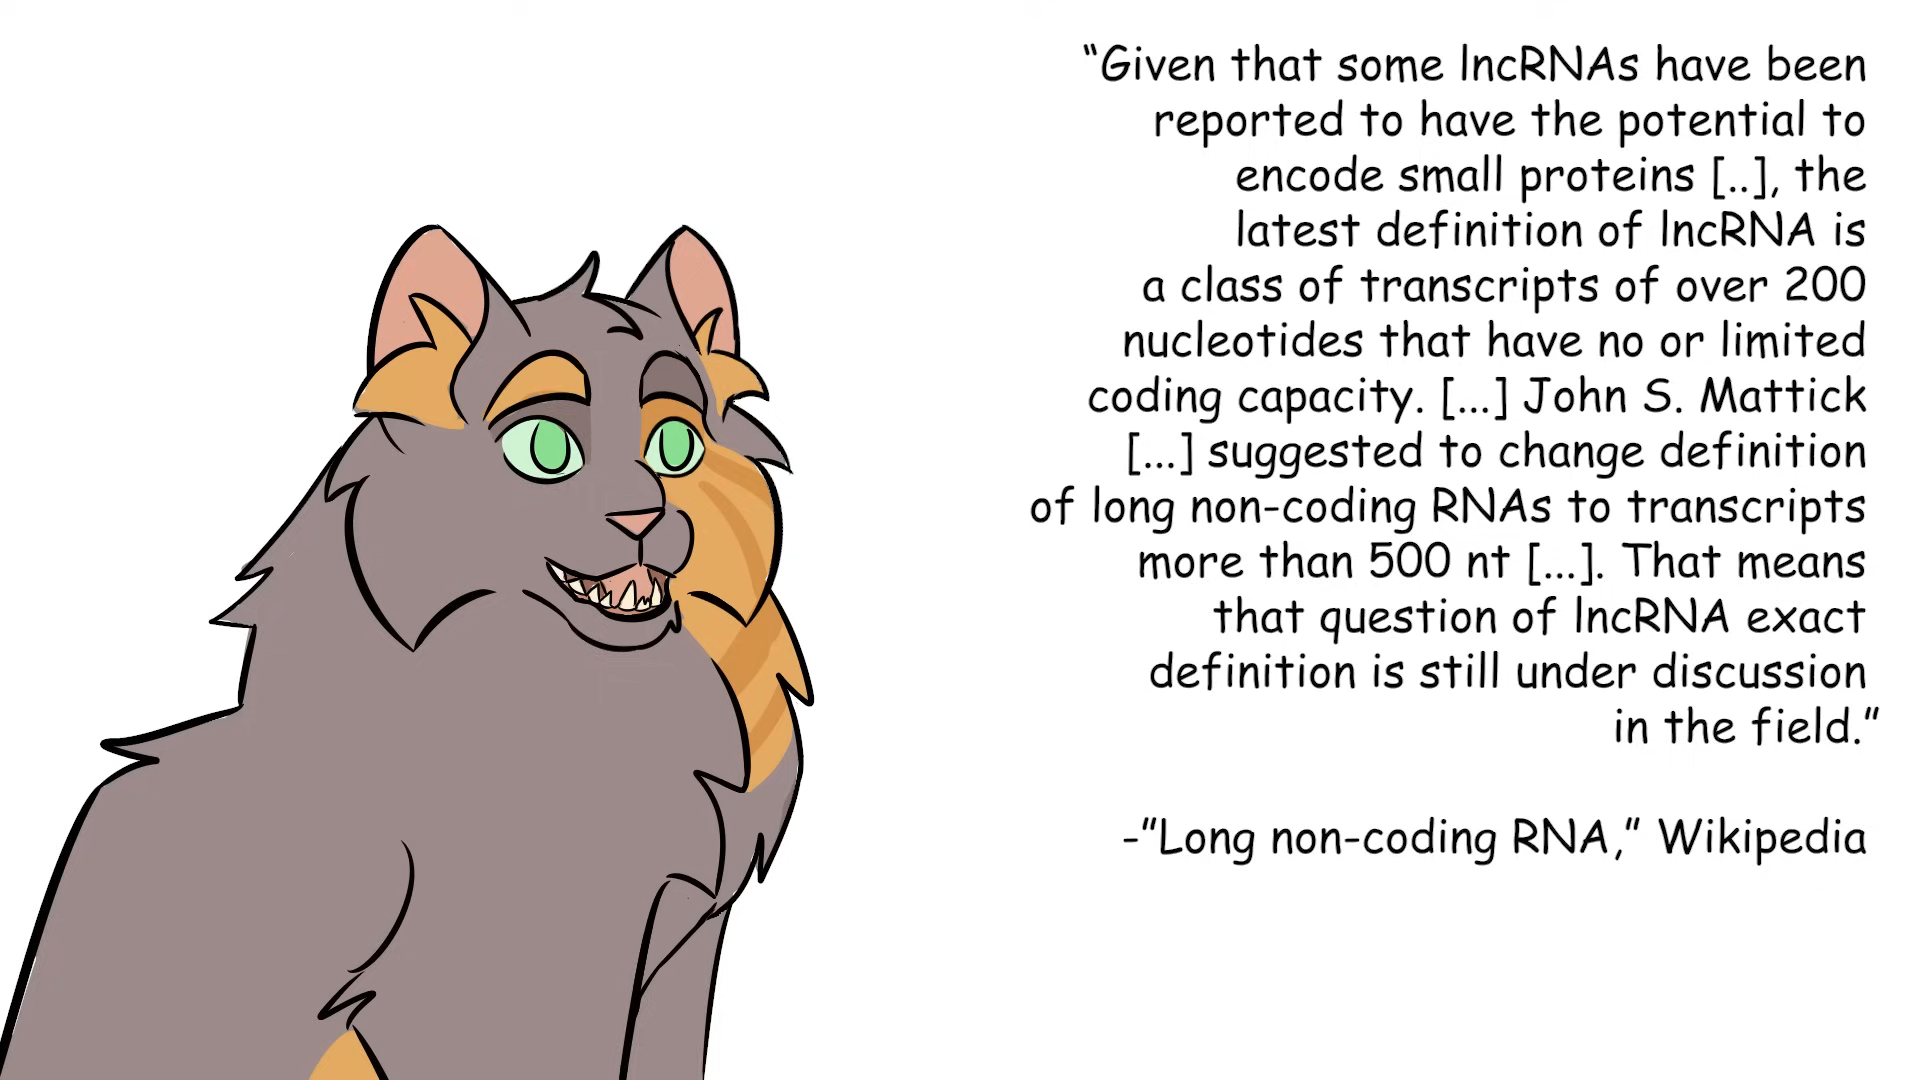 “Given that some lncRNAs have been
reported to have the potential to
encode small proteins [..], the
latest definition of lncRNA is
a class of transcripts of over 200
nucleotides that have no or limited
coding capacity. [...] John S. Mattick
[...] suggested to change definition
of long non-coding RNAs to transcripts
more than 500 nt [...]. That means
that question of lncRNA exact
definition is still under discussion
in the field.”
-"Long non-coding RNA," Wikipedia